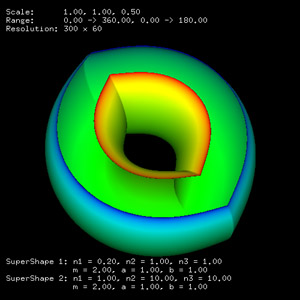 Scale: 1.00, 1.00, 0.50
Range: 0.00 -> 360.00, 0.00 -> 180.00
Resolution: 300 x 60
SuperShape 1: n1 = 0.20, n2 = 1.00, n3 = 1.00
m = 2.00, a = 1.00, b = 1.00
SuperShape 2: n1 = 1.00, n2 = 10.00, n3 = 10.00
m = 2.00, a = 1.00, b = 1.00